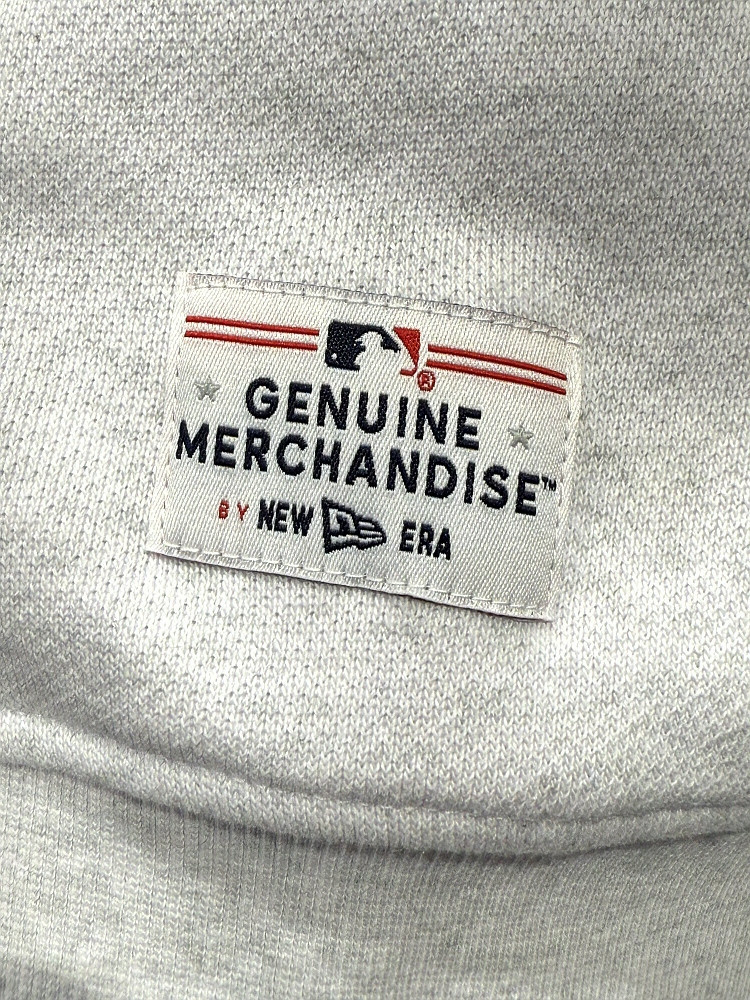 ®
GENUINE
MERCHANDISE™
BY NEW ERA